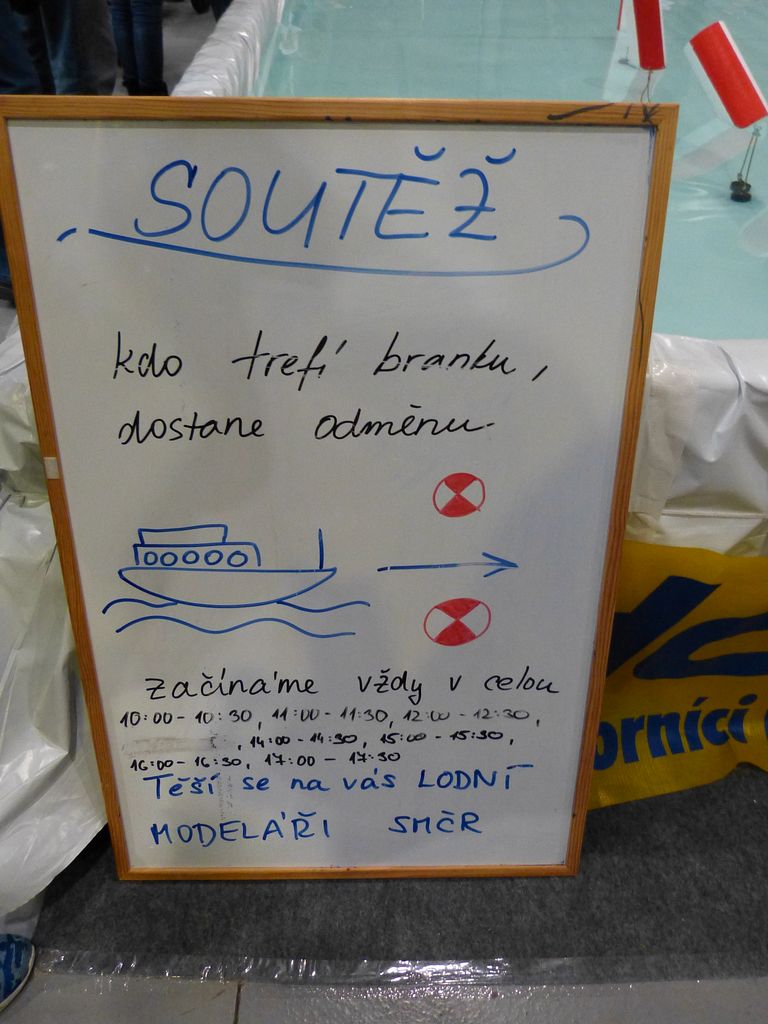 SOUTĚŽ
kdo trefí branku,
dostane odměnu.
začínáme vždy v celou
10:00 - 10:30, 11:00 - 11:30, 12:00 - 12:30,
, 14:00 - 14:30, 15:00 - 15:30,
16:00 - 16:30, 17:00 - 17:30
Těší se na vás LODNÍ
MODELÁŘI SMČR